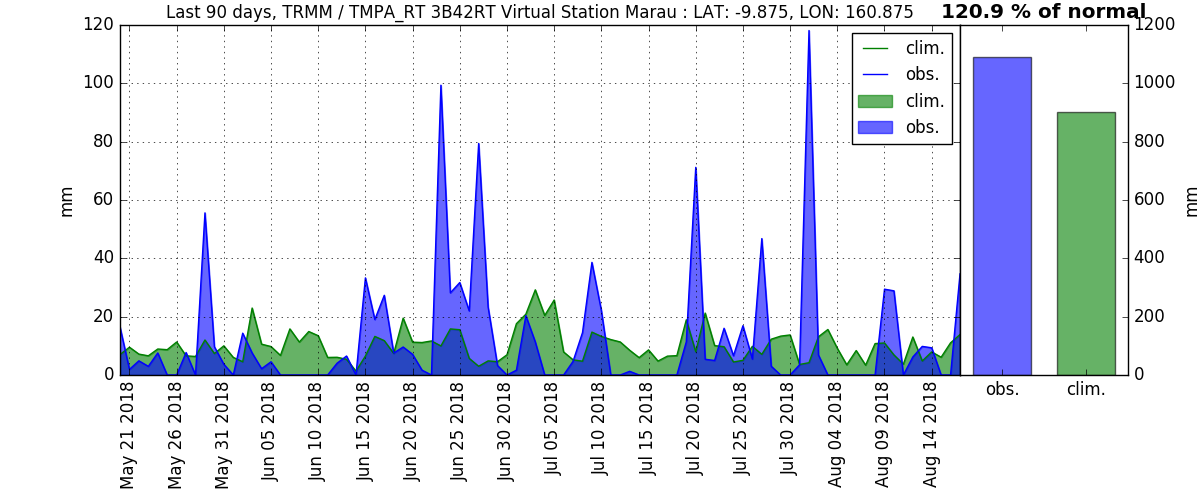 Last 90 days, TRMM / TMPA_RT 3B42RT Virtual Station Marau : LAT: -9.875, LON: 160.875
120.9 % of normal
120
100
80
60
40
20
0
mm
clim.
obs.
clim.
obs.
1200
1000
800
600
400
200
0
mm
obs.
clim.
May 21 2018
May 26 2018
May 31 2018
Jun 05 2018
Jun 10 2018
Jun 15 2018
Jun 20 2018
Jun 25 2018
Jun 30 2018
Jul 05 2018
Jul 10 2018
Jul 15 2018
Jul 20 2018
Jul 25 2018
Jul 30 2018
Aug 04 2018
Aug 09 2018
Aug 14 2018